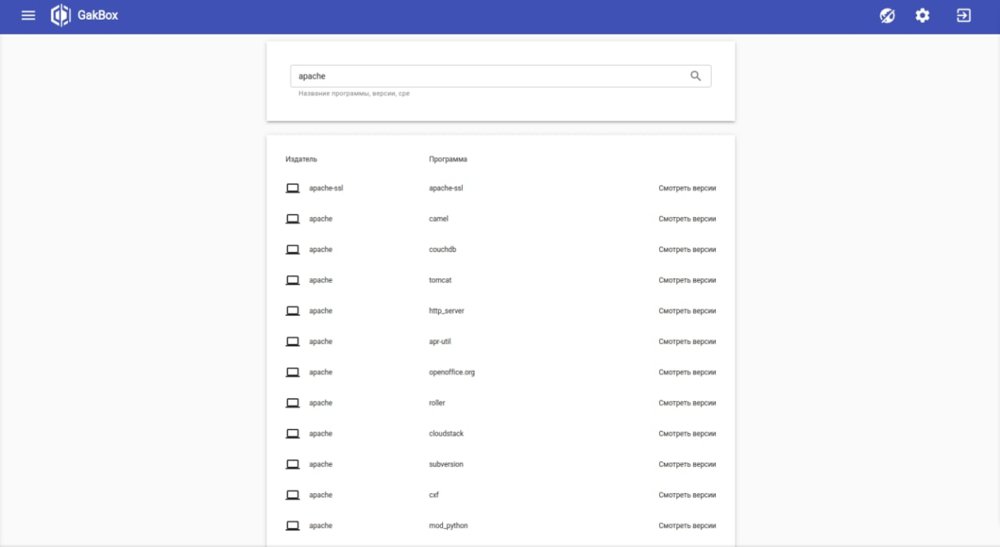 GakBox
apache
Название программы, версии, сре
Издатель Программа
apache-ssl apache-ssl Смотреть версии
apache camel Смотреть версии
apache couchdb Смотреть версии
apache tomcat Смотреть версии
apache http_server Смотреть версии
apache apr-util Смотреть версии
apache openoffice.org Смотреть версии
apache roller Смотреть версии
apache cloudstack Смотреть версии
apache subversion Смотреть версии
apache cxf Смотреть версии
apache mod_python Смотреть версии